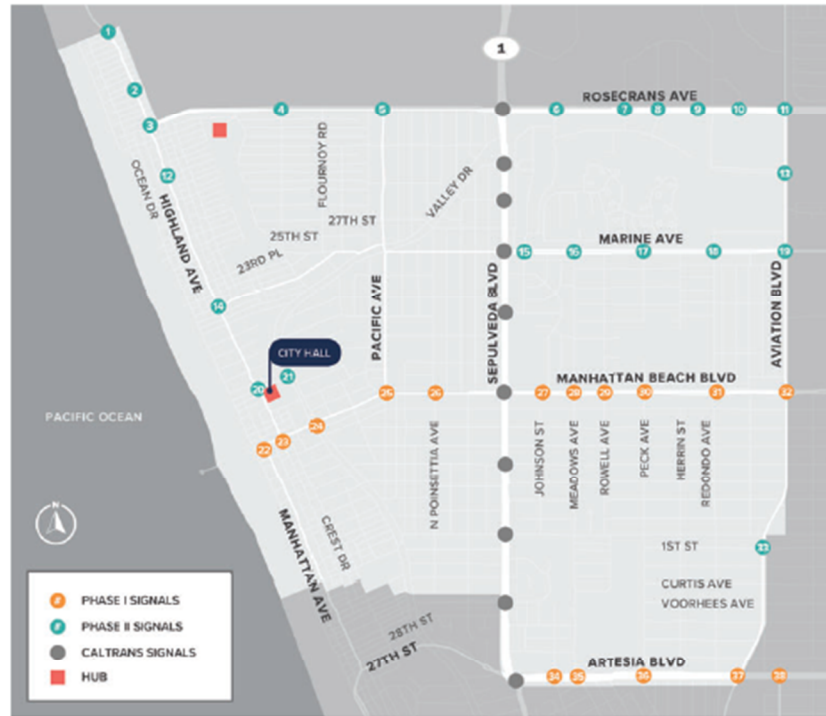 1
1
ROSECRANS AVE
2
3
4
5
6
7
8
9
10
11
12
13
OCEAN DR
HIGHLAND AVE
FLOURNOY RD
27TH ST
25TH ST
23RD PL
VALLEY DR
MARINE AVE
14
15
16
17
18
19
PACIFIC AVE
SEPULVEDA BLVD
AVIATION BLVD
CITY HALL
20
21
MANHATTAN BEACH BLVD
PACIFIC OCEAN
22
23
24
25
26
27
28
29
30
31
32
N POINSETTIA AVE
JOHNSON ST
MEADOWS AVE
ROWELL AVE
PECK AVE
HERRIN ST
REDONDO AVE
N
MANHATTAN AVE
CREST DR
1ST ST
33
CURTIS AVE
VOORHEES AVE
28TH ST
27TH ST
ARTESIA BLVD
34
35
36
37
38
# PHASE I SIGNALS
# PHASE II SIGNALS
CALTRANS SIGNALS
HUB